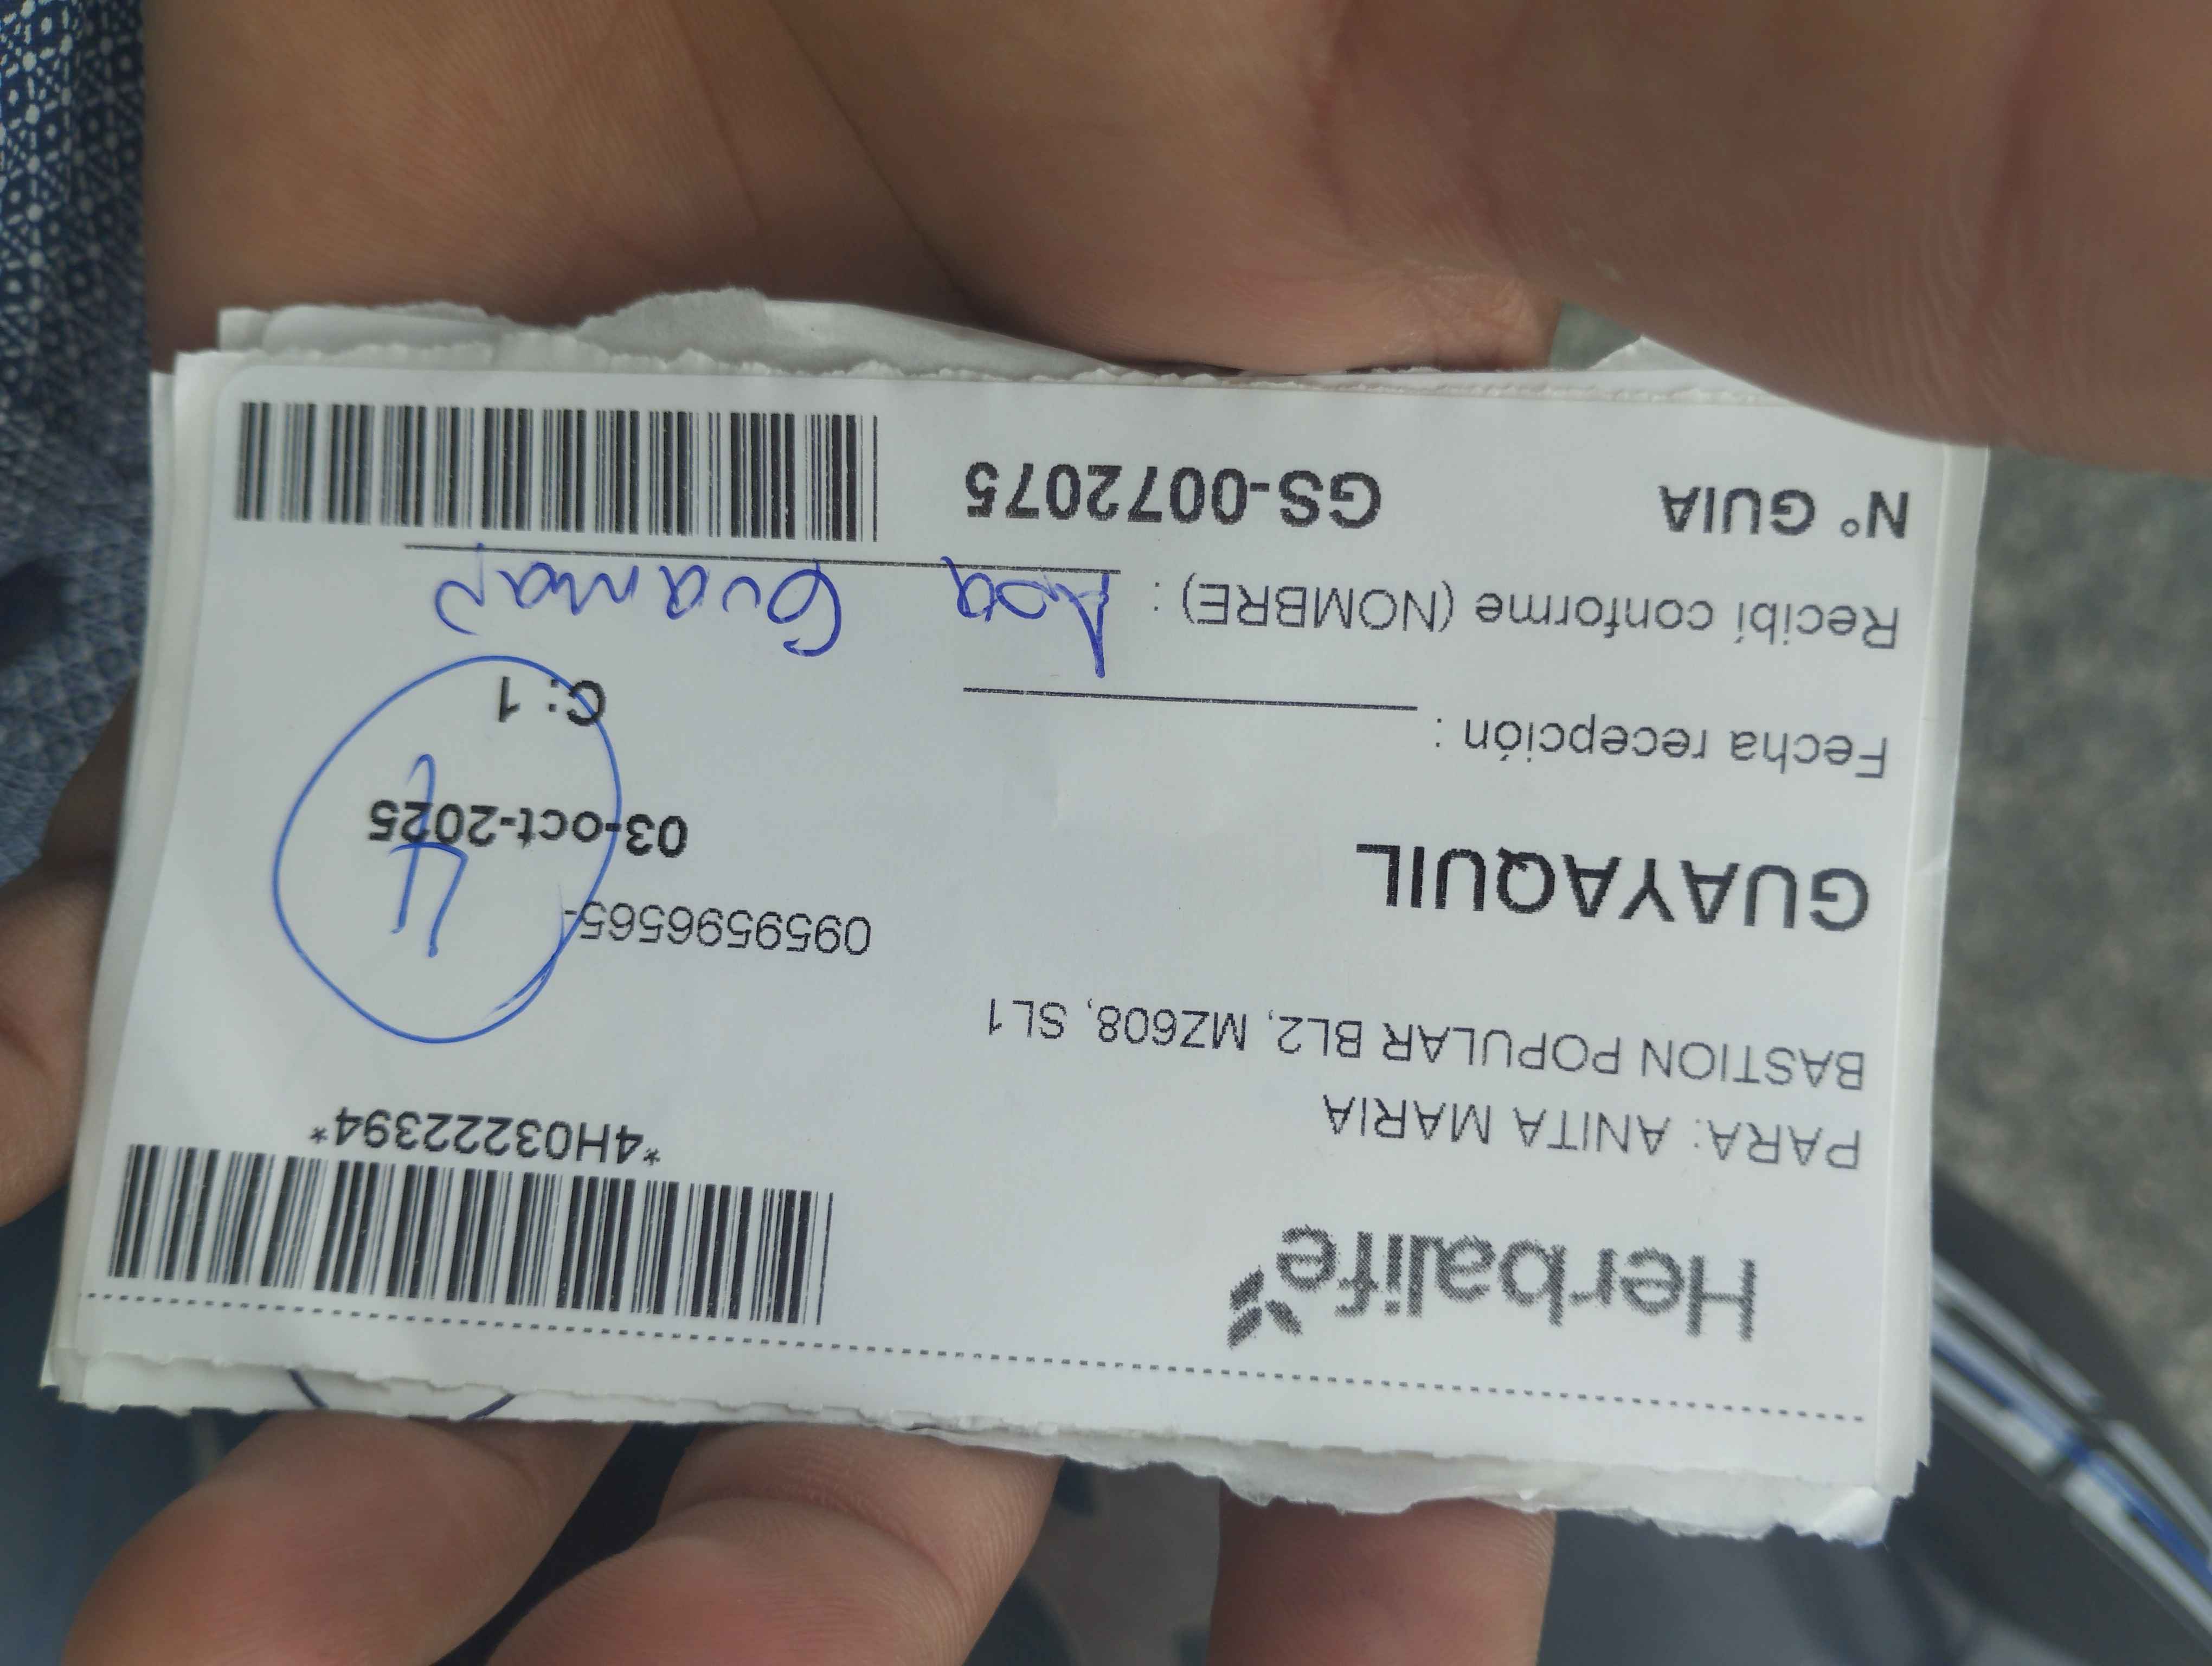 Herbalife
*4H03222394*
PARA: ANITA MARIA
BASTION POPULAR BL2, MZ608, SL1
0959596565-
GUAYAQUIL
03-oct-2025
4
C: 1
Fecha recepción :
Recibí conforme (NOMBRE) :
N° GUIA GS-0072075